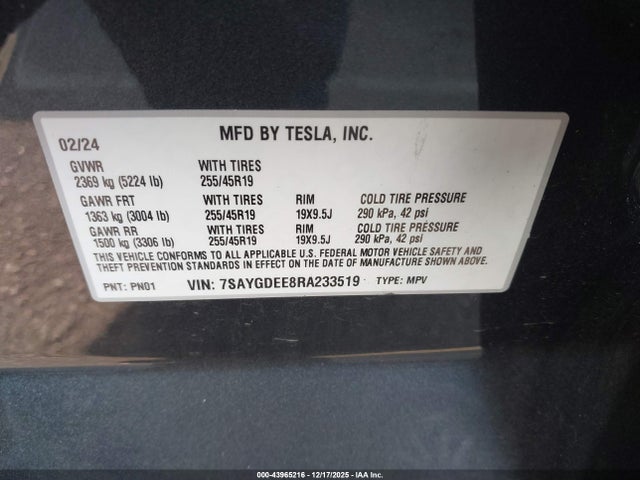 02/24 MFD BY TESLA, INC.
GVWR WITH TIRES
2369 kg (5224 lb) 255/45R19
GAWR FRT WITH TIRES RIM COLD TIRE PRESSURE
1363 kg (3004 lb) 255/45R19 19X9.5J 290 kPa, 42 psi
GAWR RR WITH TIRES RIM COLD TIRE PRESSURE
1500 kg (3306 lb) 255/45R19 19X9.5J 290 kPa, 42 psi
THIS VEHICLE CONFORMS TO ALL APPLICABLE U.S. FEDERAL MOTOR VEHICLE SAFETY AND
THEFT PREVENTION STANDARDS IN EFFECT ON THE DATE OF MANUFACTURE SHOWN ABOVE.
PNT: PN01 VIN: 7SAYGDEE8RA233519 TYPE: MPV
000-43965216 | 12/17/2025 | IAA Inc.